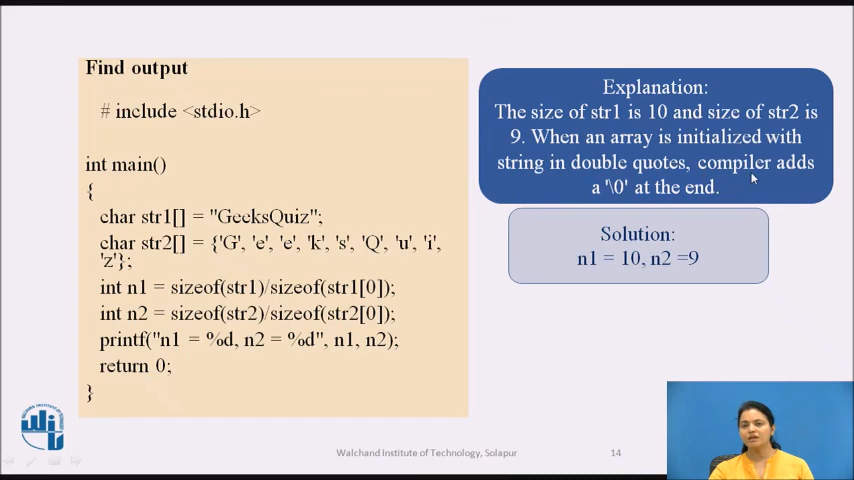 Find output
# include <stdio.h>
int main()
{
char str1[] = "GeeksQuiz";
char str2[] = {'G', 'e', 'e', 'k', 's', 'Q', 'u', 'i',
'z'};
int n1 = sizeof(str1)/sizeof(str1[0]);
int n2 = sizeof(str2)/sizeof(str2[0]);
printf("n1 = %d, n2 = %d", n1, n2);
return 0;
}
Explanation:
The size of str1 is 10 and size of str2 is
9. When an array is initialized with
string in double quotes, compiler adds
a '\0' at the end.
Solution:
n1 = 10, n2 =9
Walchand Institute of Technology, Solapur
14